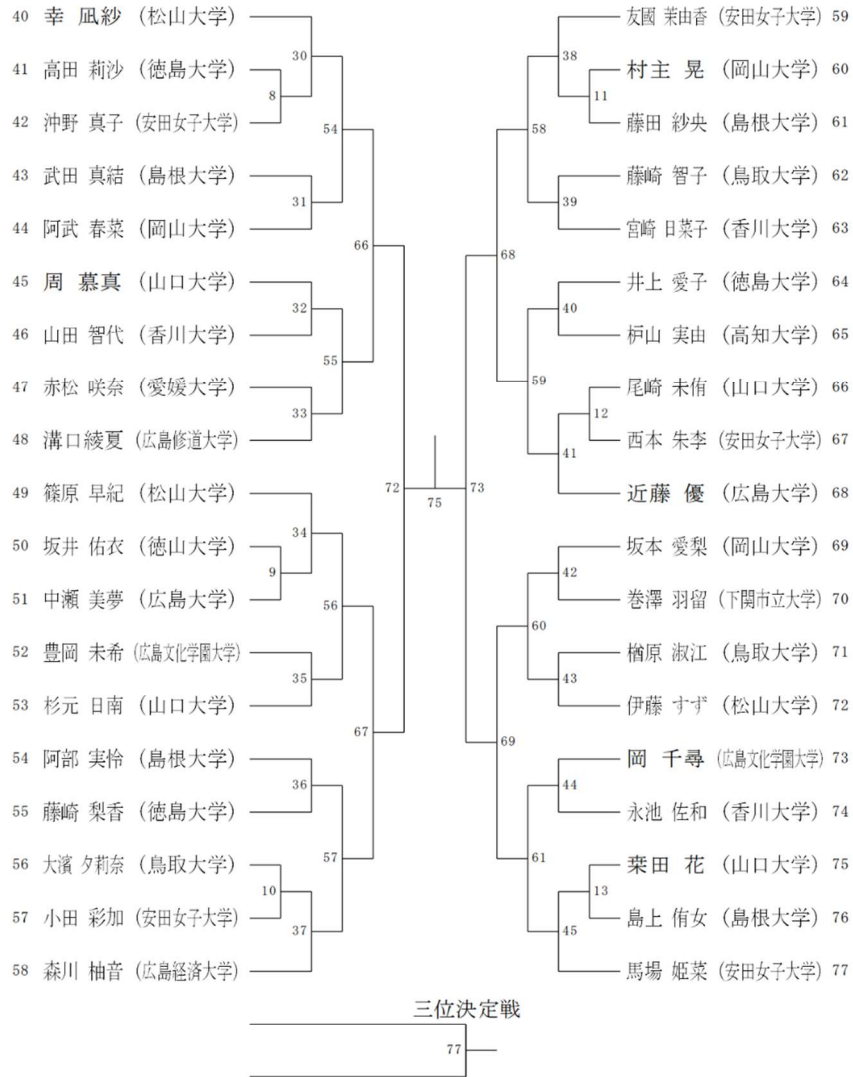 40 幸 凪紗 (松山大学)
41 高田 莉沙 (徳島大学)
42 沖野 真子 (安田女子大学)
43 武田 真結 (島根大学)
44 阿武 春菜 (岡山大学)
45 周 慕真 (山口大学)
46 山田 智代 (香川大学)
47 赤松 咲奈 (愛媛大学)
48 溝口綾夏 (広島修道大学)
49 篠原 早紀 (松山大学)
50 坂井 佑衣 (徳山大学)
51 中瀬 美夢 (広島大学)
52 豊岡 未希 (広島文化学園大学)
53 杉元 日南 (山口大学)
54 阿部 実怜 (島根大学)
55 藤崎 梨香 (徳島大学)
56 大濱 夕莉奈 (鳥取大学)
57 小田 彩加 (安田女子大学)
58 森川 柚音 (広島経済大学)
30
8
54
31
66
32
55
33
72
34
9
56
35
67
36
57
10
37
75
73
38
11
58
39
68
40
59
12
41
42
60
43
69
44
61
13
45
友國 茉由香 (安田女子大学) 59
村主 晃 (岡山大学) 60
藤田 紗央 (島根大学) 61
藤崎 智子 (鳥取大学) 62
宮崎 日菜子 (香川大学) 63
井上 愛子 (徳島大学) 64
枦山 実由 (高知大学) 65
尾崎 未侑 (山口大学) 66
西本 朱李 (安田女子大学) 67
近藤 優 (広島大学) 68
坂本 愛梨 (岡山大学) 69
巻澤 羽留 (下関市立大学) 70
楢原 淑江 (鳥取大学) 71
伊藤 すず (松山大学) 72
岡 千尋 (広島文化学園大学) 73
永池 佐和 (香川大学) 74
桒田 花 (山口大学) 75
島上 侑女 (島根大学) 76
馬場 姫菜 (安田女子大学) 77
三位決定戦
77